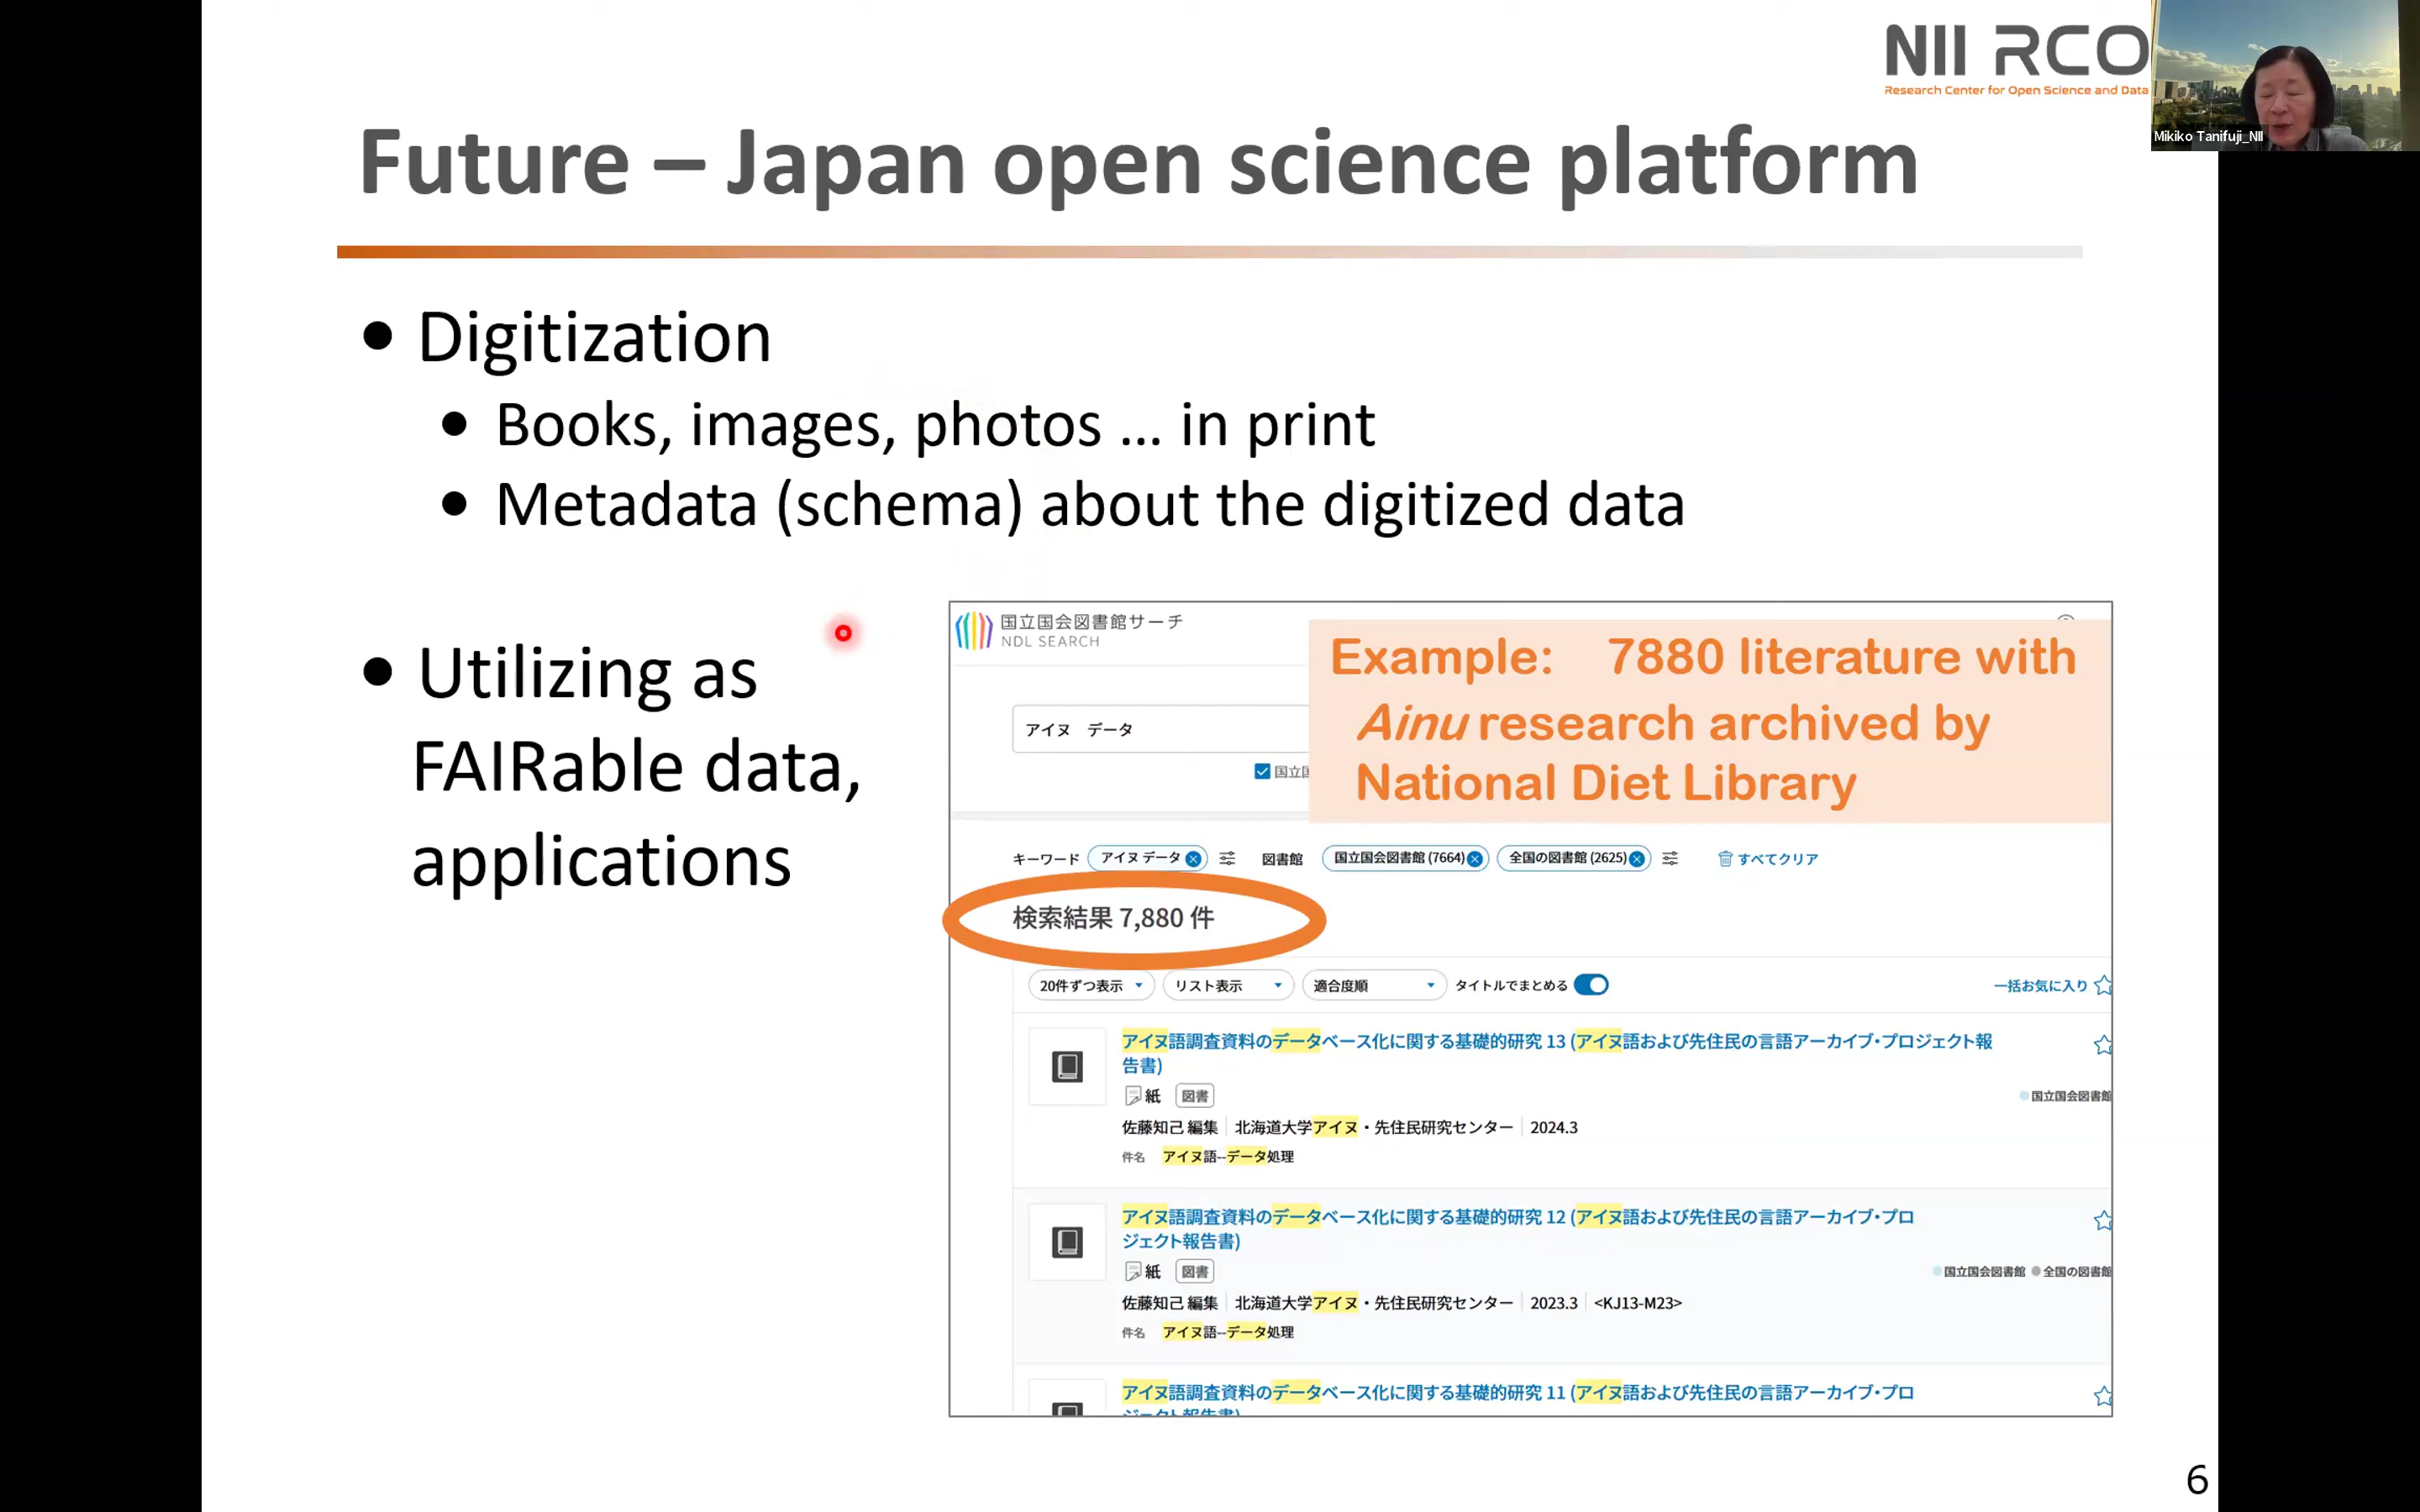 NII RCO
Research Center for Open Science and Data
Mikiko Tanifuji_NII
Future – Japan open science platform
• Digitization
• Books, images, photos ... in print
• Metadata (schema) about the digitized data
• Utilizing as
FAIRable data,
applications
国立国会図書館サーチ
NDL SEARCH
Example: 7880 literature with
Ainu research archived by
National Diet Library
アイヌ データ
国立国
キーワード アイヌ データ 図書館 国立国会図書館 (7664) 全国の図書館 (2625) すべてクリア
検索結果 7,880 件
20件ずつ表示 リスト表示 適合度順 タイトルでまとめる 一括お気に入り
アイヌ語調査資料のデータベース化に関する基礎的研究 13 (アイヌ語および先住民の言語アーカイブ・プロジェクト報
告書)
紙 図書
国立国会図書館
佐藤知己 編集 北海道大学アイヌ・先住民研究センター 2024.3
件名 アイヌ語--データ処理
アイヌ語調査資料のデータベース化に関する基礎的研究 12 (アイヌ語および先住民の言語アーカイブ・プロ
ジェクト報告書)
紙 図書
国立国会図書館 全国の図書館
佐藤知己 編集 北海道大学アイヌ・先住民研究センター 2023.3 <KJ13-M23>
件名 アイヌ語--データ処理
アイヌ語調査資料のデータベース化に関する基礎的研究 11 (アイヌ語および先住民の言語アーカイブ・プロ
ジェクト報告書)
6